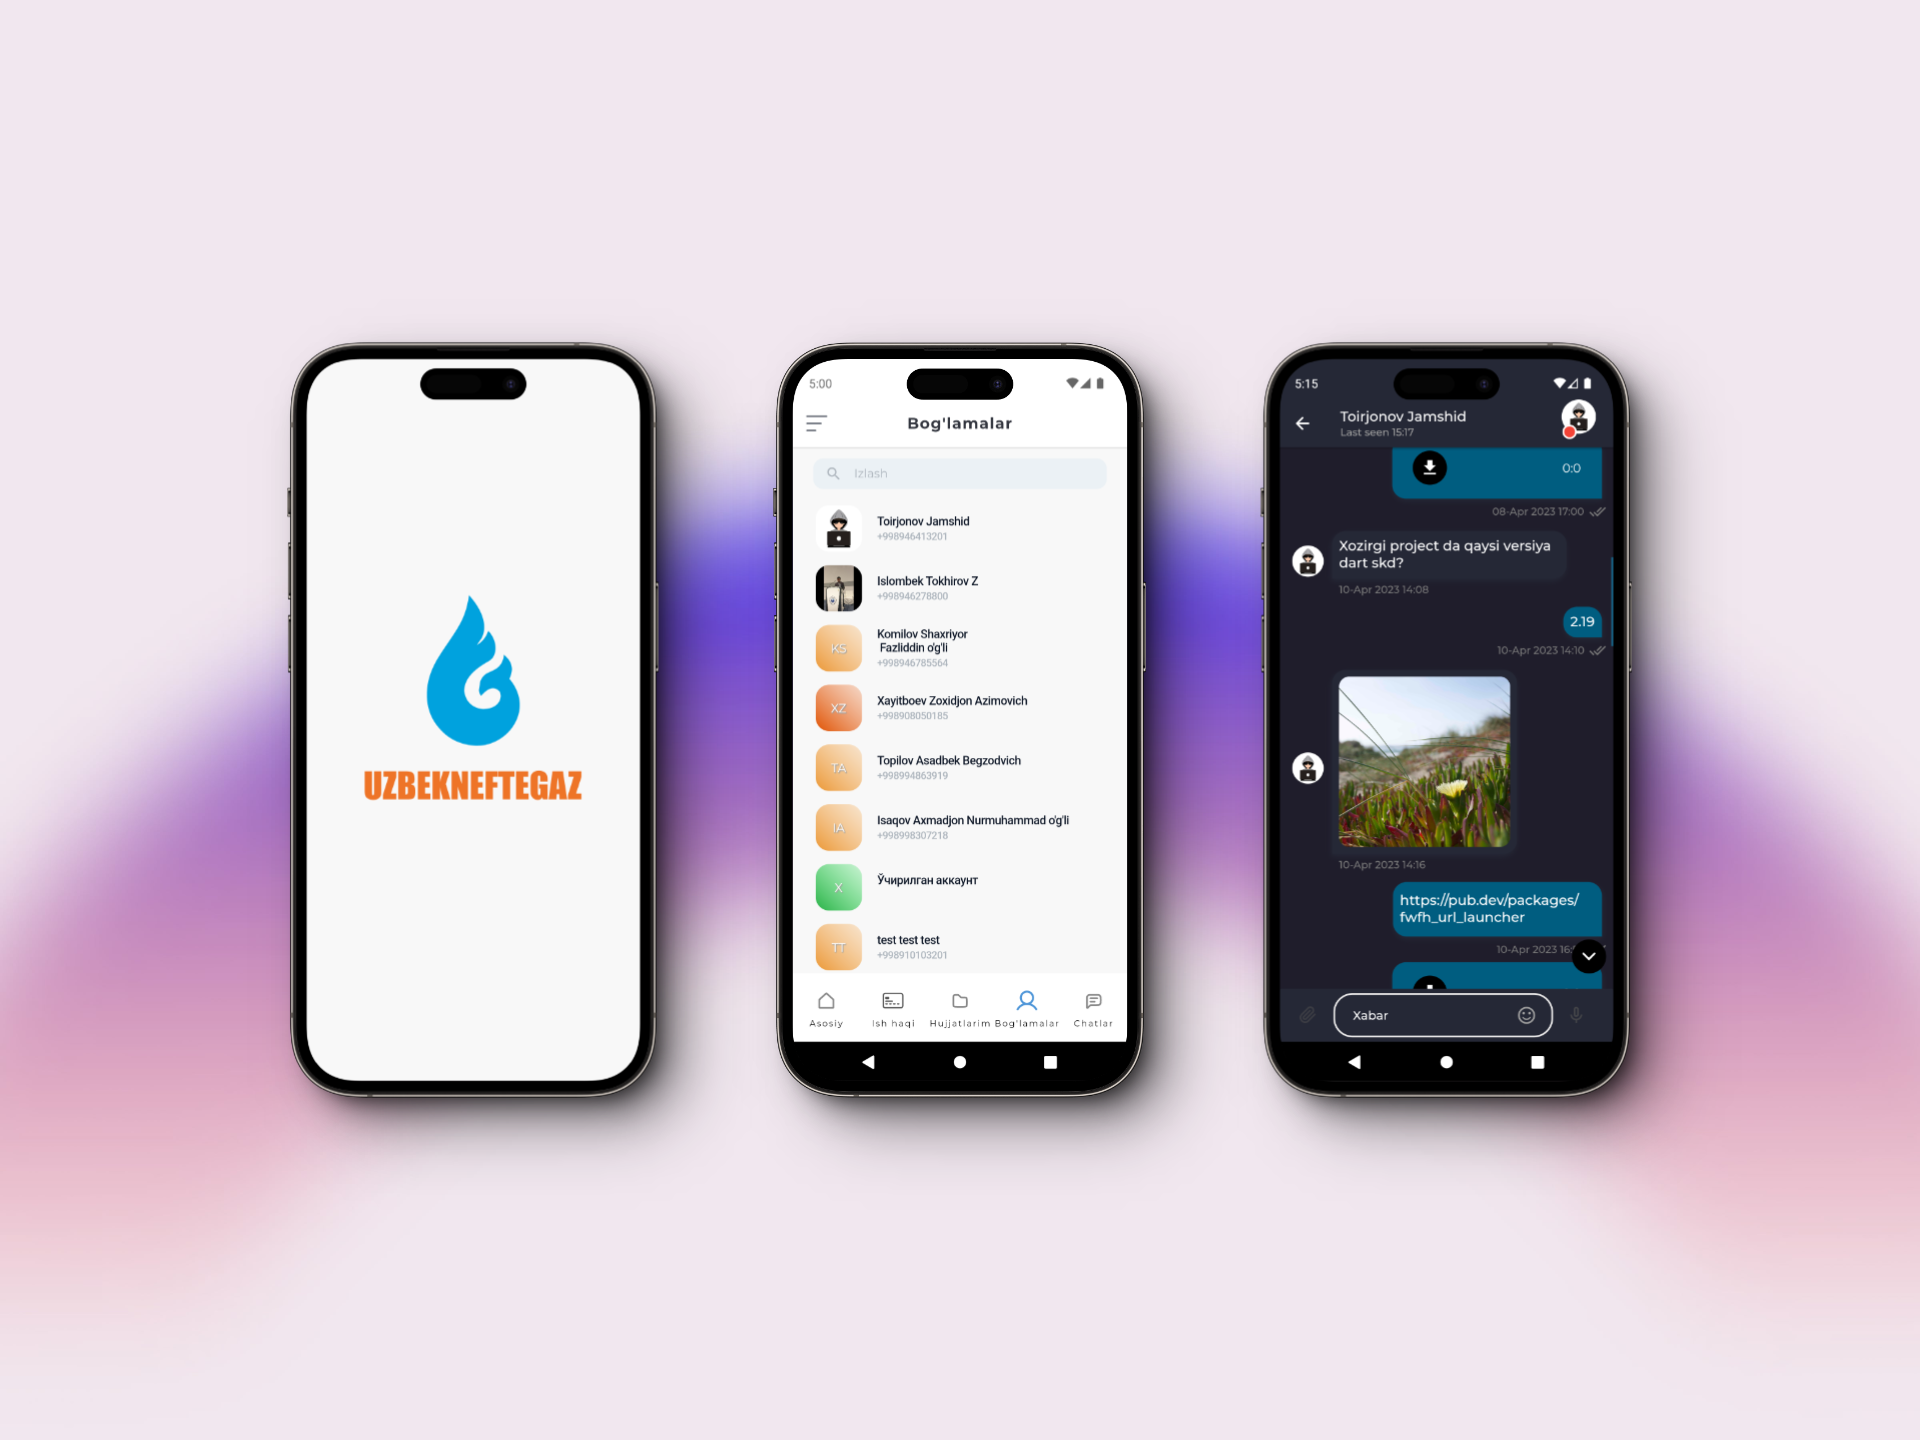 UZBEKNEFTEGAZ
5:00
Bog'lamalar
Izlash
Toirjonov Jamshid
+998946413201
Islombek Tokhirov Z
+998946278800
KS
Komilov Shaxriyor
Fazliddin o'g'li
+998946785564
XZ
Xayitboev Zoxidjon Azimovich
+998908050185
TA
Topilov Asadbek Begzodvich
+998994863919
IA
Isaqov Axmadjon Nurmuhammad o'g'li
+998998307218
X
Ўчирилган аккаунт
TT
test test test
+998910103201
Asosiy Ish haqi Hujjatlarim Bog'lamalar Chatlar
5:15
Toirjonov Jamshid
Last seen 15:17
0:0
08-Apr 2023 17:00
Xozirgi project da qaysi versiya
dart skd?
10-Apr 2023 14:08
2.19
10-Apr 2023 14:10
10-Apr 2023 14:16
https://pub.dev/packages/
fwfh_url_launcher
10-Apr 2023 16:
Xabar